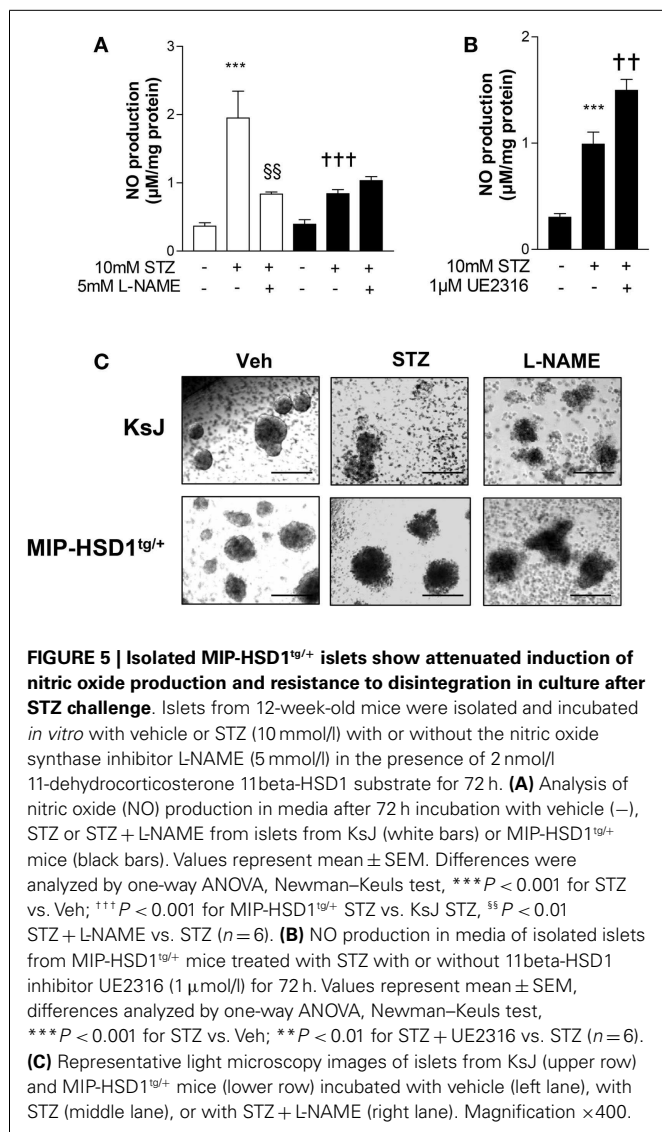 A
B
NO production
(µM/mg protein)
3
2
1
0
***
§§
†††
10mM STZ - + + - + +
5mM L-NAME - - + - - +
NO production
(µM/mg protein)
2
1
0
***
††
10mM STZ - + +
1µM UE2316 - - +
C
Veh STZ L-NAME
KsJ
MIP-HSD1tg/+
FIGURE 5 | Isolated MIP-HSD1tg/+ islets show attenuated induction of
nitric oxide production and resistance to disintegration in culture after
STZ challenge. Islets from 12-week-old mice were isolated and incubated
in vitro with vehicle or STZ (10 mmol/l) with or without the nitric oxide
synthase inhibitor L-NAME (5 mmol/l) in the presence of 2 nmol/l
11-dehydrocorticosterone 11beta-HSD1 substrate for 72 h. (A) Analysis of
nitric oxide (NO) production in media after 72 h incubation with vehicle (−),
STZ or STZ + L-NAME from islets from KsJ (white bars) or MIP-HSD1tg/+
mice (black bars). Values represent mean ± SEM. Differences were
analyzed by one-way ANOVA, Newman–Keuls test, ***P < 0.001 for STZ
vs. Veh; †††P < 0.001 for MIP-HSD1tg/+ STZ vs. KsJ STZ, §§P < 0.01
STZ + L-NAME vs. STZ (n = 6). (B) NO production in media of isolated islets
from MIP-HSD1tg/+ mice treated with STZ with or without 11beta-HSD1
inhibitor UE2316 (1 µmol/l) for 72 h. Values represent mean ± SEM,
differences analyzed by one-way ANOVA, Newman–Keuls test,
***P < 0.001 for STZ vs. Veh; **P < 0.01 for STZ + UE2316 vs. STZ (n = 6).
(C) Representative light microscopy images of islets from KsJ (upper row)
and MIP-HSD1tg/+ mice (lower row) incubated with vehicle (left lane), with
STZ (middle lane), or with STZ + L-NAME (right lane). Magnification ×400.